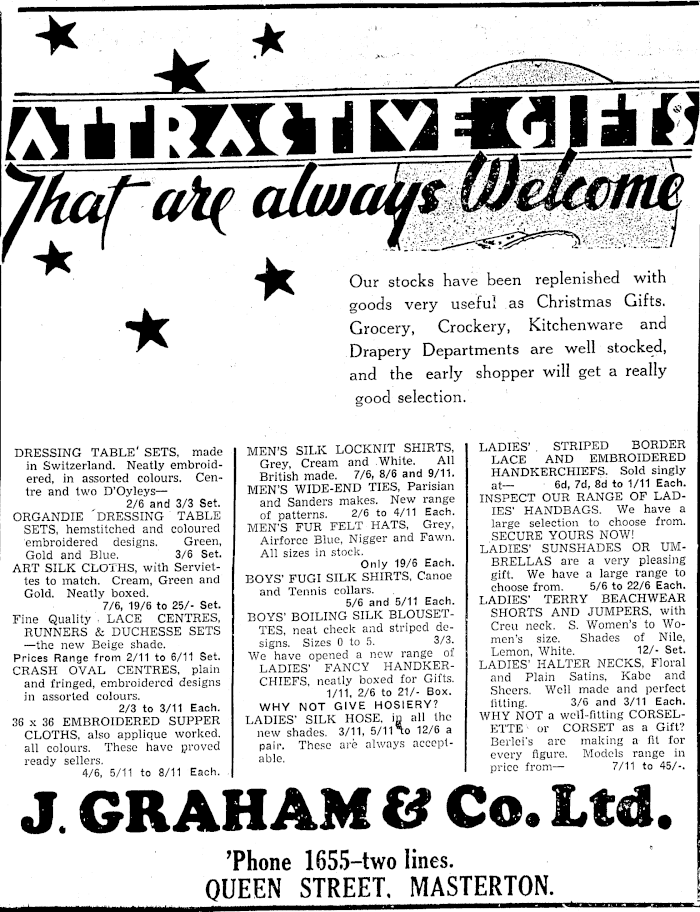 ATTRACTIVE GIFTS
That are always Welcome
Our stocks have been replenished with
goods very useful as Christmas Gifts.
Grocery, Crockery, Kitchenware and
Drapery Departments are well stocked,
and the early shopper will get a really
good selection.
DRESSING TABLE SETS, made
in Switzerland. Neatly embroid-
ered, in assorted colours. Cen-
tre and two D'Oyleys—
2/6 and 3/3 Set.
ORGANDIE DRESSING TABLE
SETS, hemstitched and coloured
embroidered designs. Green,
Gold and Blue. 3/6 Set.
ART SILK CLOTHS, with Serviet-
tes to match. Cream, Green and
Gold. Neatly boxed.
7/6, 19/6 to 25/- Set.
Fine Quality LACE CENTRES,
RUNNERS & DUCHESSE SETS
—the new Beige shade.
Prices Range from 2/11 to 6/11 Set.
CRASH OVAL CENTRES, plain
and fringed, embroidered designs
in assorted colours.
2/3 to 3/11 Each.
36 x 36 EMBROIDERED SUPPER
CLOTHS, also applique worked,
all colours. These have proved
ready sellers.
4/6, 5/11 to 8/11 Each.
MEN'S SILK LOCKNIT SHIRTS,
Grey, Cream and White. All
British made. 7/6, 8/6 and 9/11.
MEN'S WIDE-END TIES, Parisian
and Sanders makes. New range
of patterns. 2/6 to 4/11 Each.
MEN'S FUR FELT HATS, Grey,
Airforce Blue, Nigger and Fawn.
All sizes in stock.
Only 19/6 Each.
BOYS' FUGI SILK SHIRTS, Canoe
and Tennis collars.
5/6 and 5/11 Each.
BOYS' BOILING SILK BLOUSET-
TES, neat check and striped de-
signs. Sizes 0 to 5. 3/3.
We have opened a new range of
LADIES' FANCY HANDKER-
CHIEFS, neatly boxed for Gifts.
1/11, 2/6 to 21/- Box.
WHY NOT GIVE HOSIERY?
LADIES' SILK HOSE, in all the
new shades. 3/11, 5/11 to 12/6 a
pair. These are always accept-
able.
LADIES' STRIPED BORDER
LACE AND EMBROIDERED
HANDKERCHIEFS. Sold singly
at— 6d, 7d, 8d to 1/11 Each.
INSPECT OUR RANGE OF LAD-
IES' HANDBAGS. We have a
large selection to choose from.
SECURE YOURS NOW!
LADIES' SUNSHADES OR UM-
BRELLAS are a very pleasing
gift. We have a large range to
choose from. 5/6 to 22/6 Each.
LADIES' TERRY BEACHWEAR
SHORTS AND JUMPERS, with
Creu neck. S. Women's to Wo-
men's size. Shades of Nile,
Lemon, White. 12/- Set.
LADIES' HALTER NECKS, Floral
and Plain Satins, Kabe and
Sheers. Well made and perfect
fitting. 3/6 and 3/11 Each.
WHY NOT a well-fitting CORSEL-
ETTE or CORSET as a Gift?
Berlei's are making a fit for
every figure. Models range in
price from— 7/11 to 45/-.
J. GRAHAM & Co. Ltd.
'Phone 1655—two lines.
QUEEN STREET, MASTERTON.